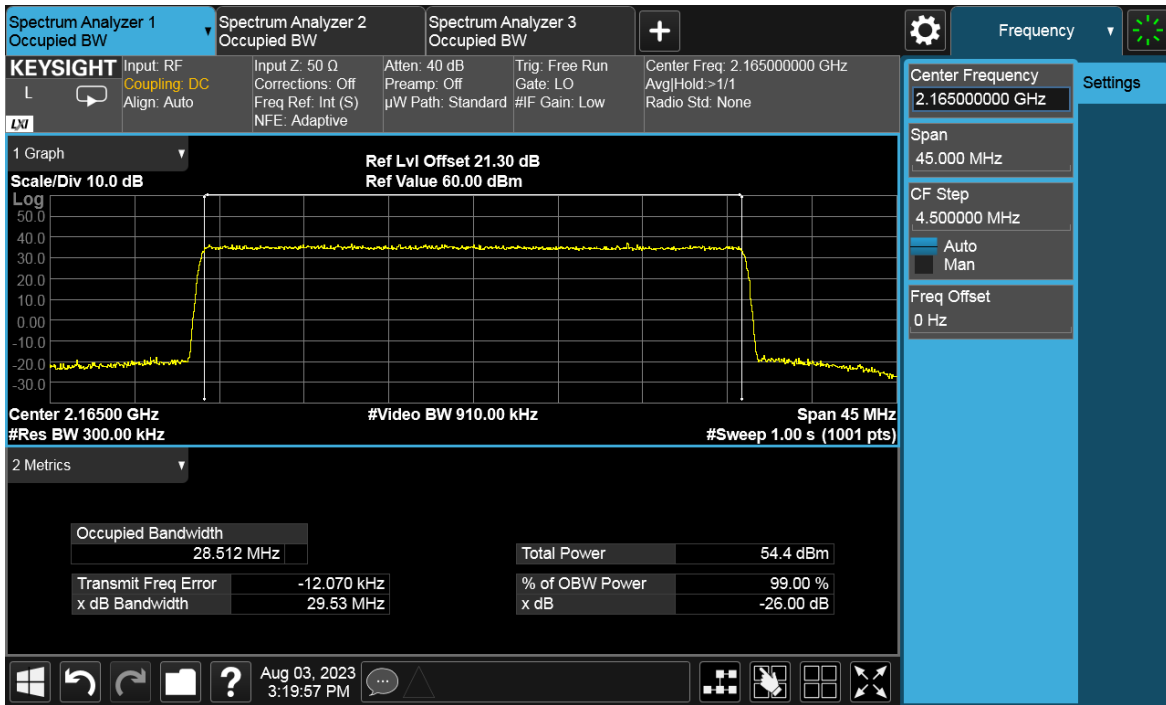 Spectrum Analyzer 1
Occupied BW
Spectrum Analyzer 2
Occupied BW
Spectrum Analyzer 3
Occupied BW
Frequency
KEYSIGHT
L
LXI
Input: RF
Coupling: DC
Align: Auto
Input Z: 50 Ω
Corrections: Off
Freq Ref: Int (S)
NFE: Adaptive
Atten: 40 dB
Preamp: Off
µW Path: Standard
Trig: Free Run
Gate: LO
#IF Gain: Low
Center Freq: 2.165000000 GHz
Avg|Hold:>1/1
Radio Std: None
Center Frequency
2.165000000 GHz
Settings
Span
45.000 MHz
CF Step
4.500000 MHz
Auto
Man
Freq Offset
0 Hz
1 Graph
Scale/Div 10.0 dB
Ref Lvl Offset 21.30 dB
Ref Value 60.00 dBm
Log
50.0
40.0
30.0
20.0
10.0
0.00
-10.0
-20.0
-30.0
Center 2.16500 GHz
#Video BW 910.00 kHz
Span 45 MHz
#Res BW 300.00 kHz
#Sweep 1.00 s (1001 pts)
2 Metrics
Occupied Bandwidth
28.512 MHz
Total Power 54.4 dBm
Transmit Freq Error -12.070 kHz
% of OBW Power 99.00 %
x dB Bandwidth 29.53 MHz
x dB -26.00 dB
?
Aug 03, 2023
3:19:57 PM